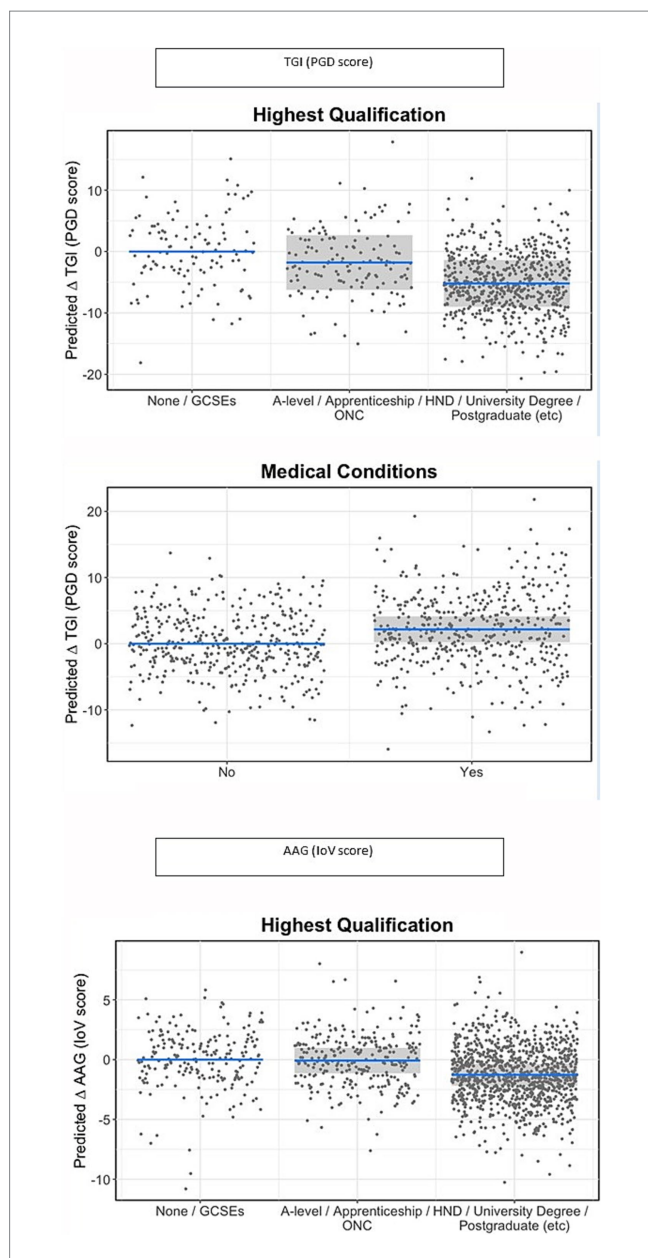 TGI (PGD score)
Highest Qualification
Predicted Δ TGI (PGD score)
10
0
-10
-20
None / GCSEs
A-level / Apprenticeship /
ONC
HND / University Degree /
Postgraduate (etc)
Medical Conditions
Predicted Δ TGI (PGD score)
20
10
0
-10
No
Yes
AAG (IoV score)
Highest Qualification
Predicted Δ AAG (IoV score)
5
0
-5
-10
None / GCSEs
A-level / Apprenticeship /
ONC
HND / University Degree /
Postgraduate (etc)